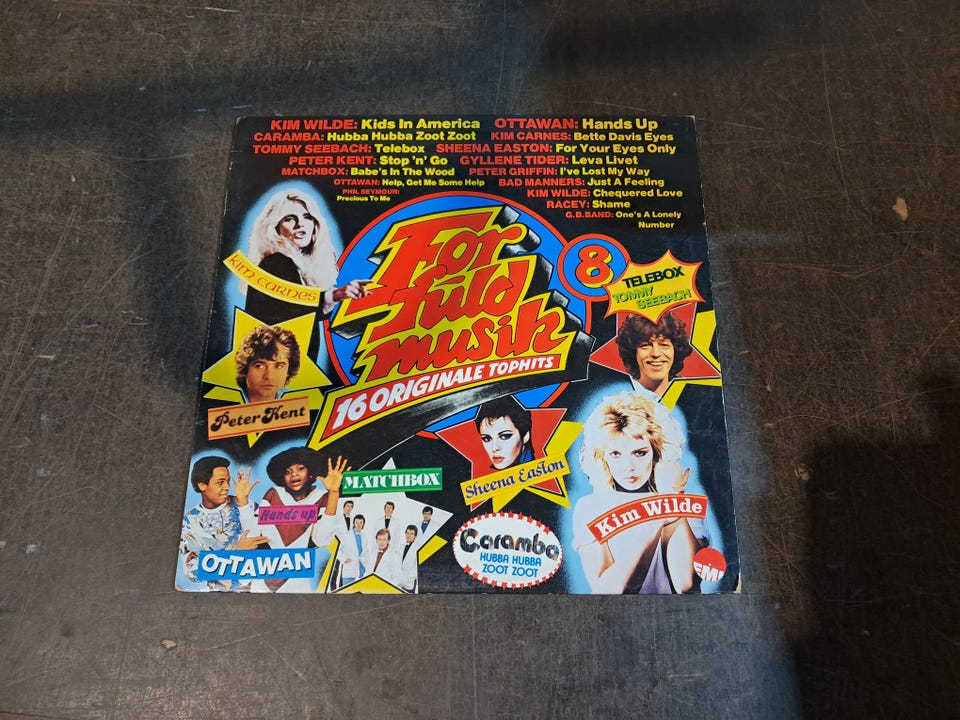 KIM WILDE: Kids In America OTTAWAN: Hands Up
CARAMBA: Hubba Hubba Zoot Zoot KIM CARNES: Bette Davis Eyes
TOMMY SEEBACH: Telebox SHEENA EASTON: For Your Eyes Only
PETER KENT: Stop 'n' Go GYLLENE TIDER: Leva Livet
MATCHBOX: Babe's In The Wood PETER GRIFFIN: I've Lost My Way
OTTAWAN: Help, Get Me Some Help BAD MANNERS: Just A Feeling
PHIL SEYMOUR: KIM WILDE: Chequered Love
Precious To Me RACEY: Shame
G.B.BAND: One's A Lonely
Number
For
fuld
musik
8
16 ORIGINALE TOPHITS
KIM CARNES
TELEBOX
TOMMY
SEEBACH
Peter Kent
MATCHBOX
Sheena Easton
Hands up
Kim Wilde
OTTAWAN
Caramba
HUBBA HUBBA
ZOOT ZOOT
EMI